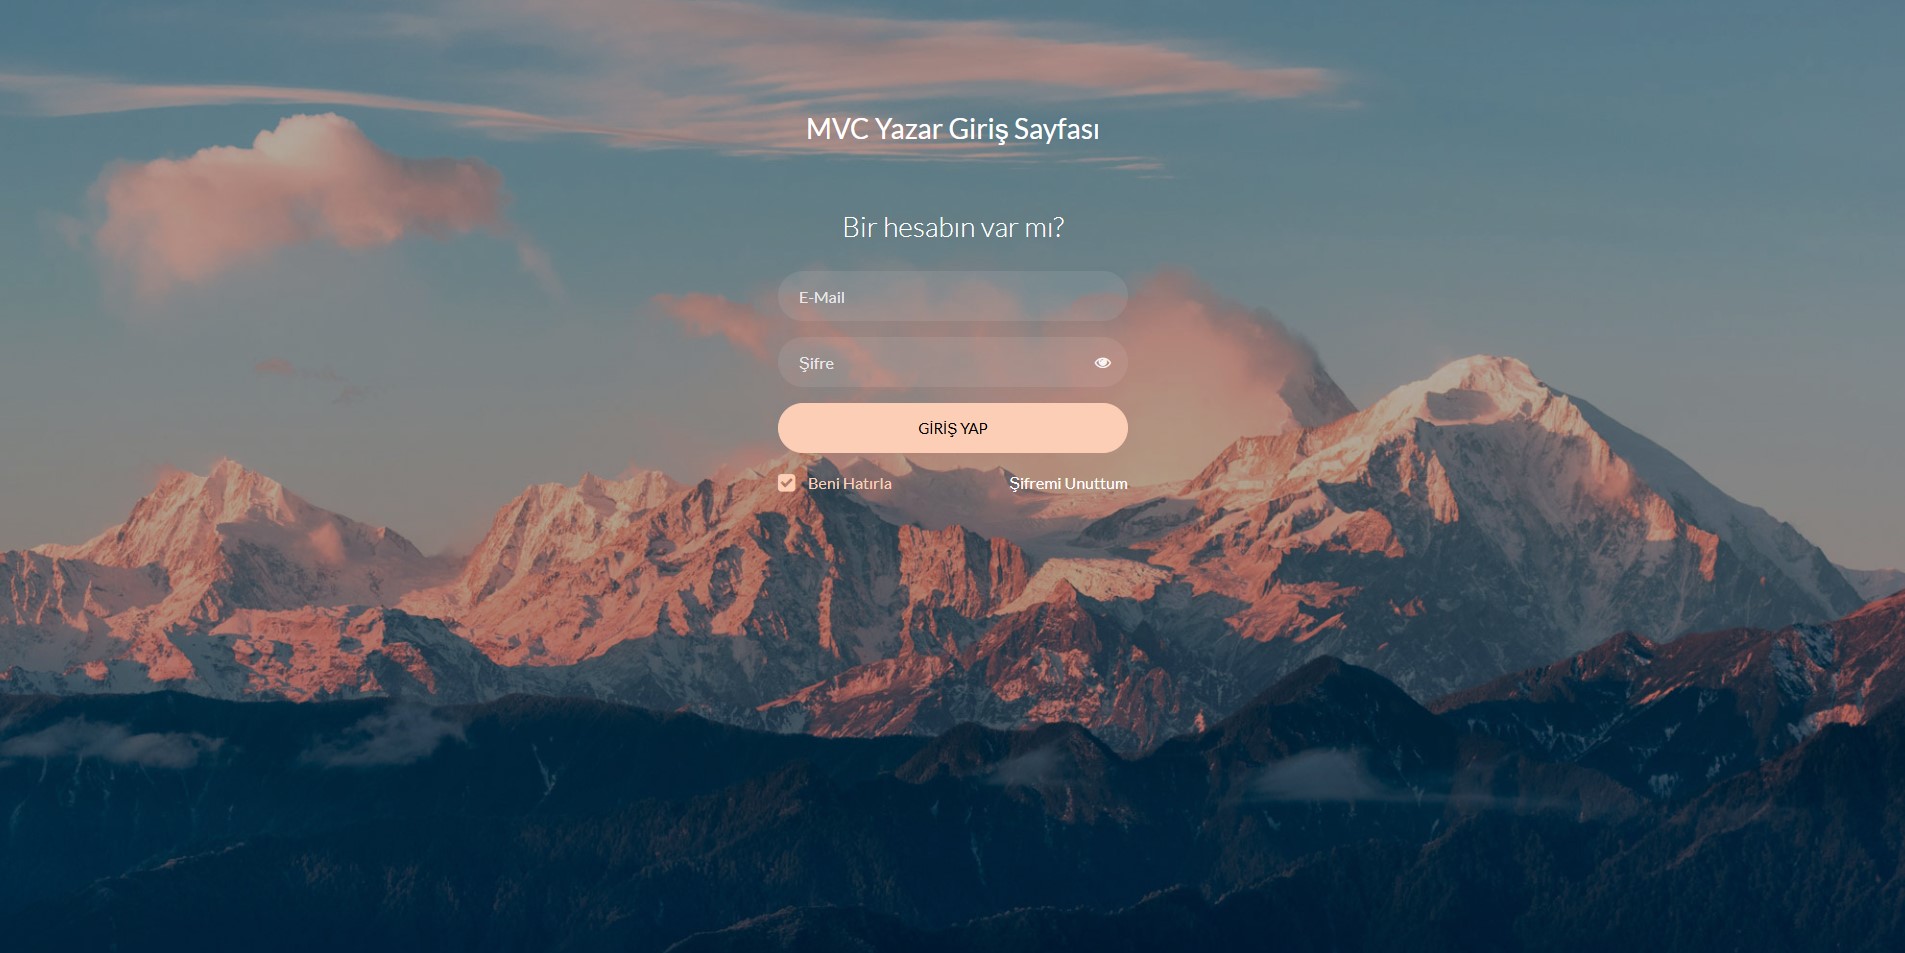 MVC Yazar Giriş Sayfası
Bir hesabın var mı?
E-Mail
Şifre
GİRİŞ YAP
Beni Hatırla Şifremi Unuttum